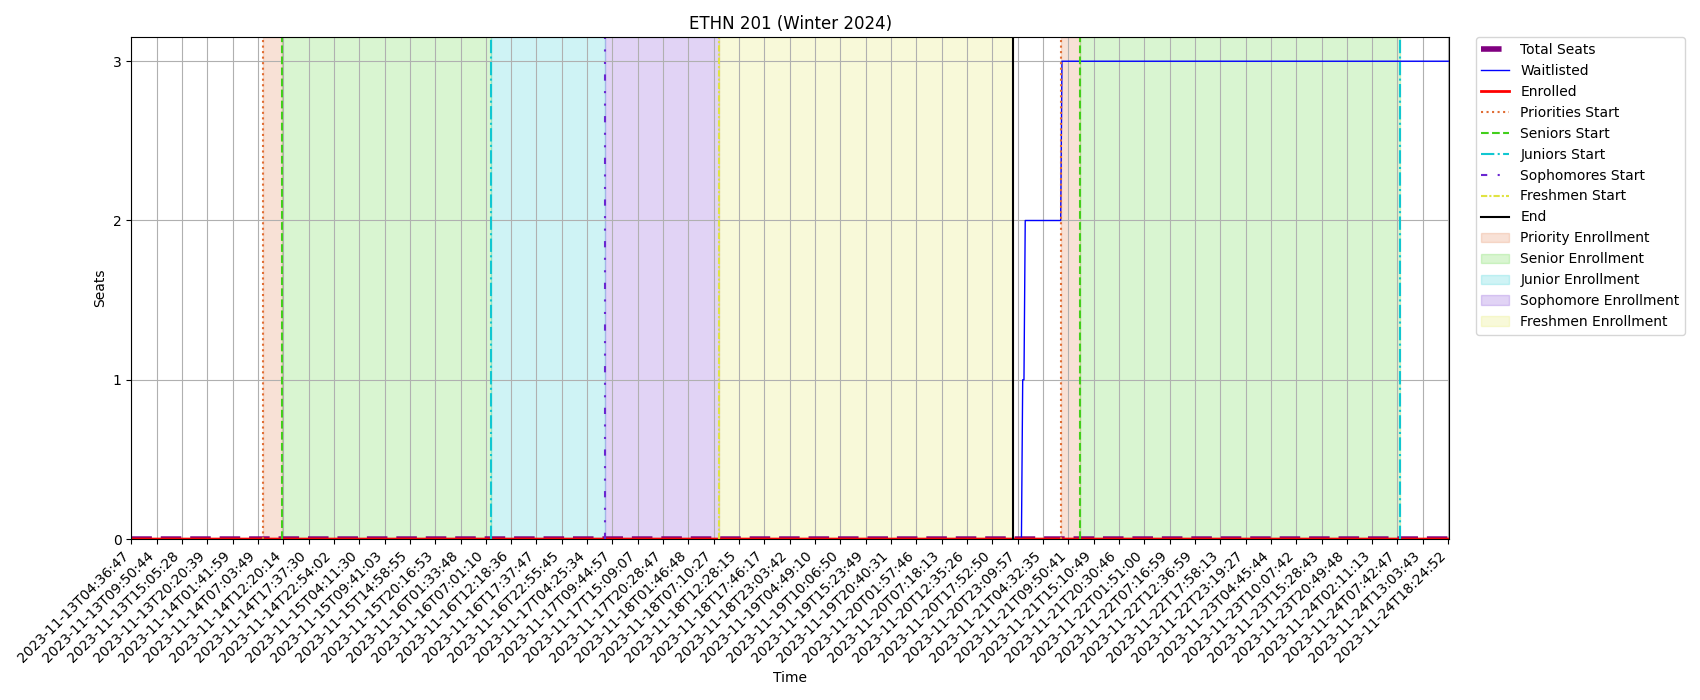 ETHN 201 (Winter 2024)
Total Seats
Waitlisted
Enrolled
Priorities Start
Seniors Start
Juniors Start
Sophomores Start
Freshmen Start
End
Priority Enrollment
Senior Enrollment
Junior Enrollment
Sophomore Enrollment
Freshmen Enrollment
3
2
1
0
Seats
2023-11-13T04:36:47
2023-11-13T09:50:44
2023-11-13T15:05:28
2023-11-13T20:20:39
2023-11-14T01:41:59
2023-11-14T07:03:49
2023-11-14T12:20:14
2023-11-14T17:37:30
2023-11-14T22:54:02
2023-11-15T04:11:30
2023-11-15T09:41:03
2023-11-15T14:58:55
2023-11-15T20:16:53
2023-11-16T01:33:48
2023-11-16T07:01:10
2023-11-16T12:18:36
2023-11-16T17:37:47
2023-11-16T22:55:45
2023-11-17T04:25:34
2023-11-17T09:44:57
2023-11-17T15:09:07
2023-11-17T20:28:47
2023-11-18T01:46:48
2023-11-18T07:10:27
2023-11-18T12:28:15
2023-11-18T17:46:17
2023-11-18T23:03:42
2023-11-19T04:49:10
2023-11-19T10:06:50
2023-11-19T15:23:49
2023-11-19T20:40:31
2023-11-20T01:57:46
2023-11-20T07:18:13
2023-11-20T12:35:26
2023-11-20T17:52:50
2023-11-20T23:09:57
2023-11-21T04:32:35
2023-11-21T09:50:41
2023-11-21T15:10:49
2023-11-21T20:30:46
2023-11-22T01:51:00
2023-11-22T07:16:59
2023-11-22T12:36:59
2023-11-22T17:58:13
2023-11-22T23:19:27
2023-11-23T04:45:44
2023-11-23T10:07:42
2023-11-23T15:28:43
2023-11-23T20:49:48
2023-11-24T02:11:13
2023-11-24T07:42:47
2023-11-24T13:03:43
2023-11-24T18:24:52
Time